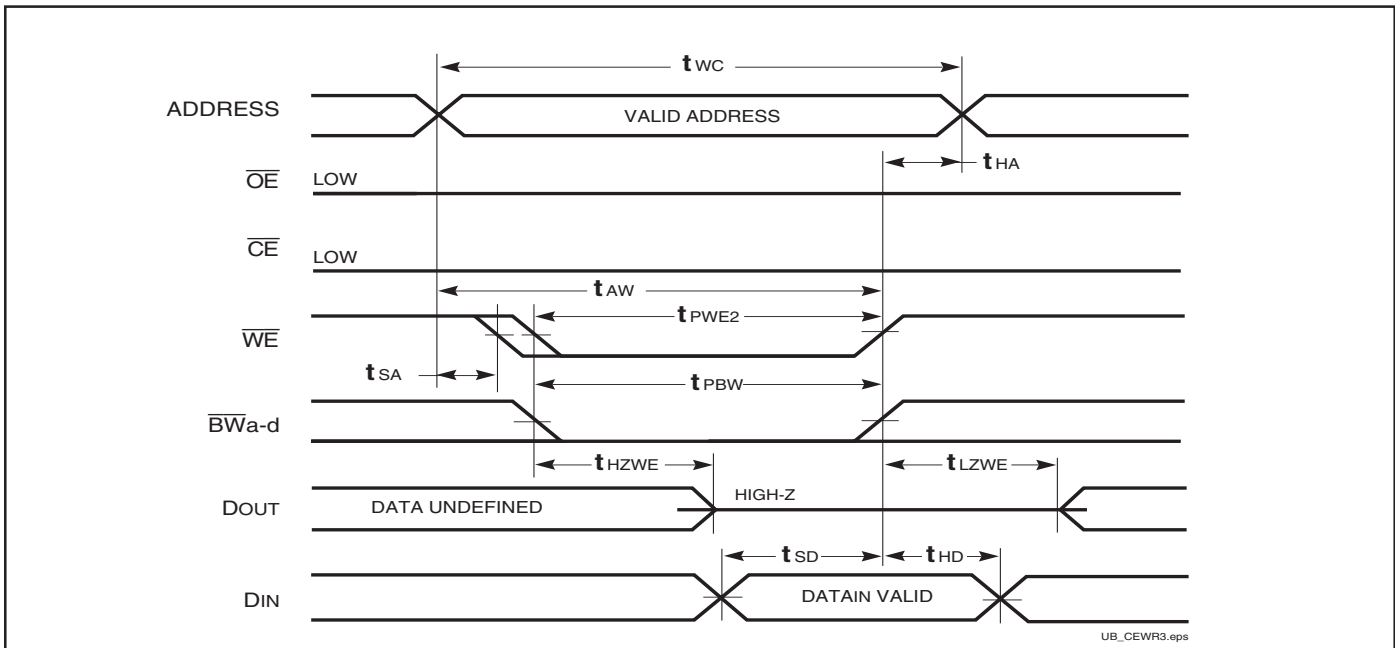 tWC
ADDRESS
VALID ADDRESS
tHA
OE
LOW
CE
LOW
tAW
tPWE2
WE
tSA
tPBW
BWa-d
tHZWE
tLZWE
DOUT
DATA UNDEFINED
HIGH-Z
tSD
tHD
DIN
DATAIN VALID
UB_CEWR3.eps